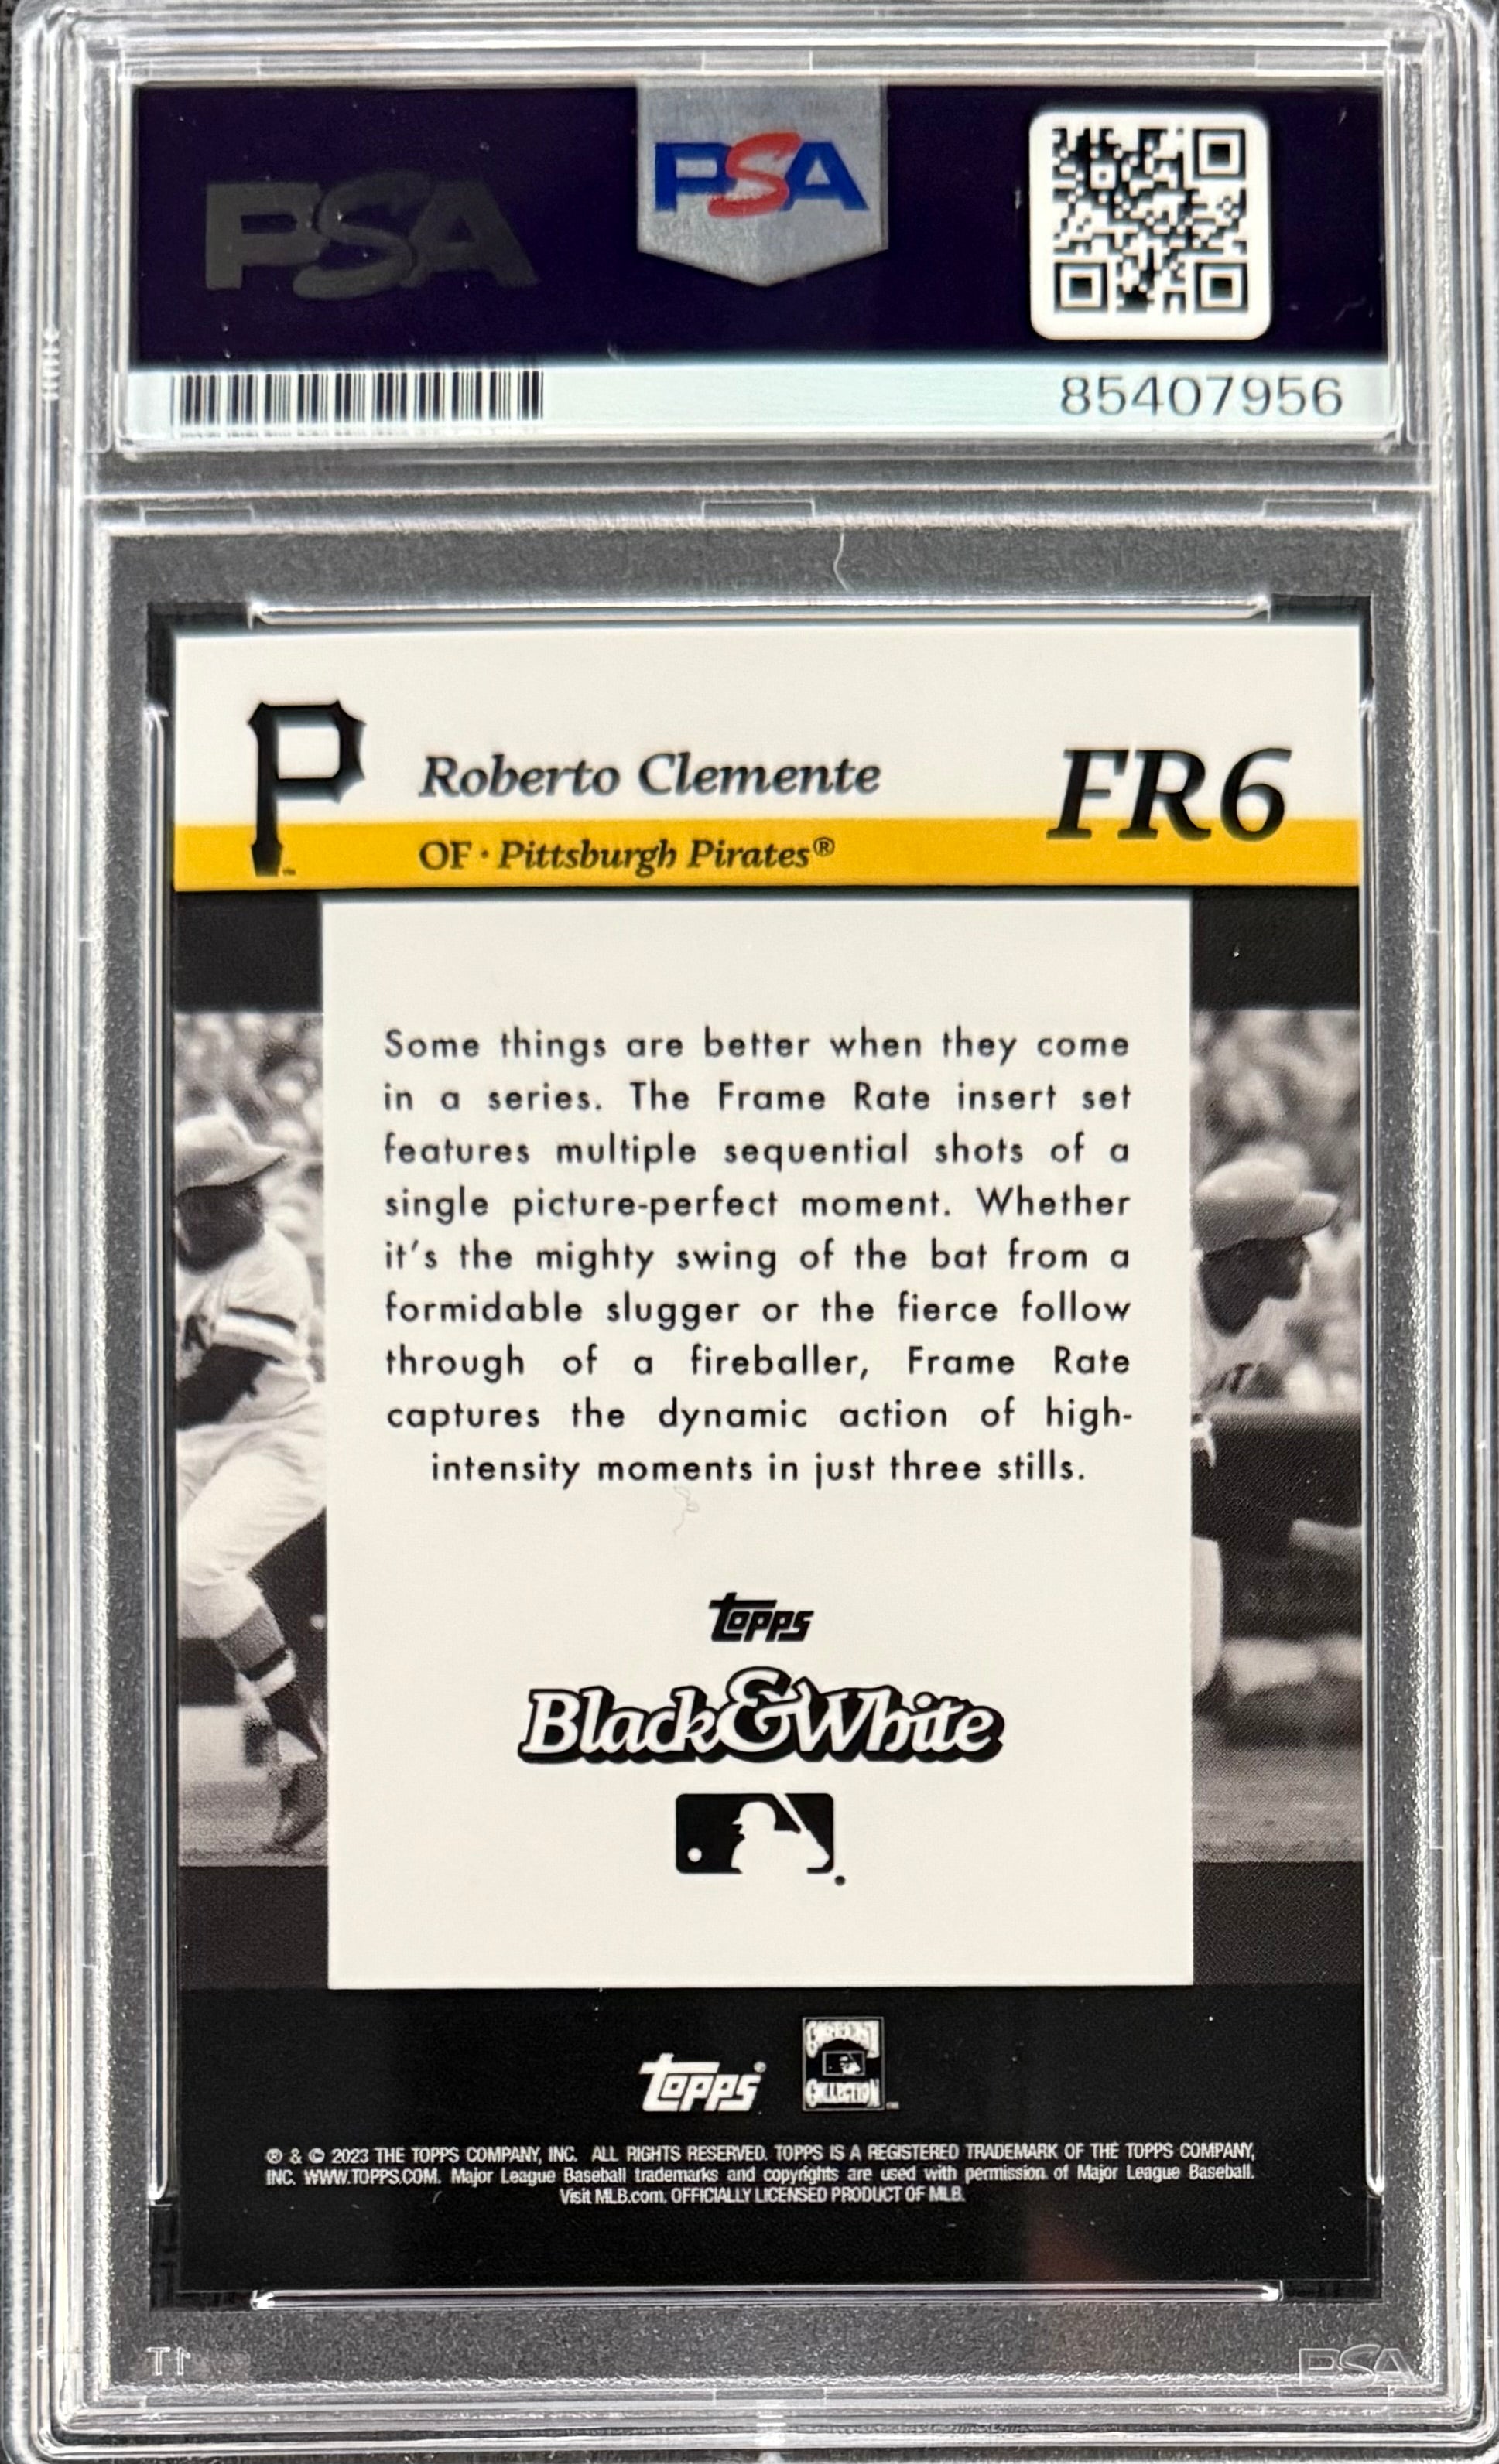 PSA
PSA
85407956
P
Roberto Clemente
FR6
OF · Pittsburgh Pirates®
Some things are better when they come
in a series. The Frame Rate insert set
features multiple sequential shots of a
single picture-perfect moment. Whether
it's the mighty swing of the bat from a
formidable slugger or the fierce follow
through of a fireballer, Frame Rate
captures the dynamic action of high-
intensity moments in just three stills.
topps
Black&White
topps®
COLLECTION
® & © 2023 THE TOPPS COMPANY, INC. ALL RIGHTS RESERVED. TOPPS IS A REGISTERED TRADEMARK OF THE TOPPS COMPANY,
INC. WWW.TOPPS.COM. Major League Baseball trademarks and copyrights are used with permission of Major League Baseball.
Visit MLB.com. OFFICIALLY LICENSED PRODUCT OF MLB.
PSA